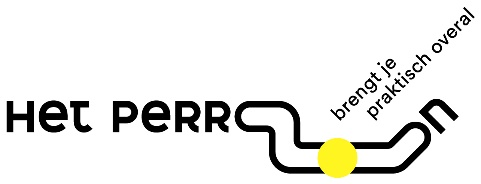 Het Perron
brengt je
praktisch overal